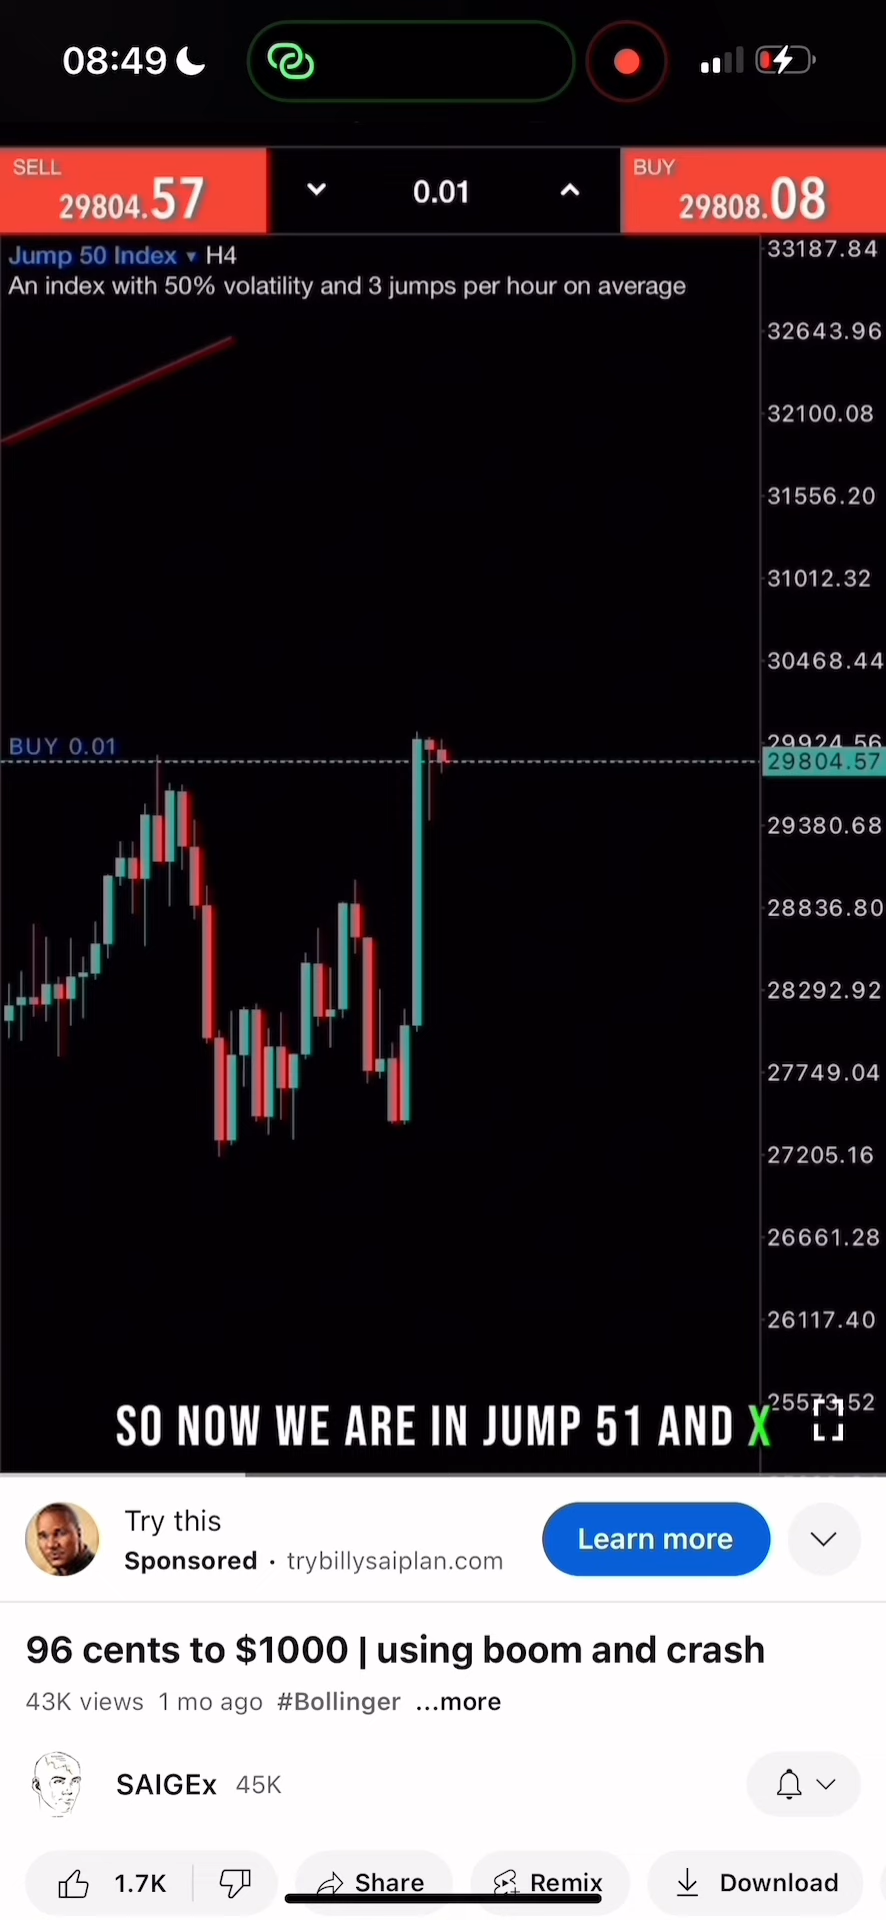 08:49
SELL
29804.57
0.01
BUY
29808.08
Jump 50 Index ▾ H4
An index with 50% volatility and 3 jumps per hour on average
33187.84
32643.96
32100.08
31556.20
31012.32
30468.44
BUY 0.01
29924.56
29804.57
29380.68
28836.80
28292.92
27749.04
27205.16
26661.28
26117.40
25573.52
SO NOW WE ARE IN JUMP 51 AND X
Try this
Sponsored · trybillysaiplan.com
Learn more
96 cents to $1000 | using boom and crash
43K views 1 mo ago #Bollinger ...more
SAIGEx 45K
1.7K
Share
Remix
Download